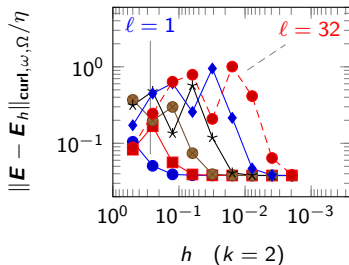 ℓ = 1
ℓ = 32
10^0
10^{-1}
‖E − E_h‖_{curl,ω,Ω}/η
10^0 10^{-1} 10^{-2} 10^{-3}
h (k = 2)